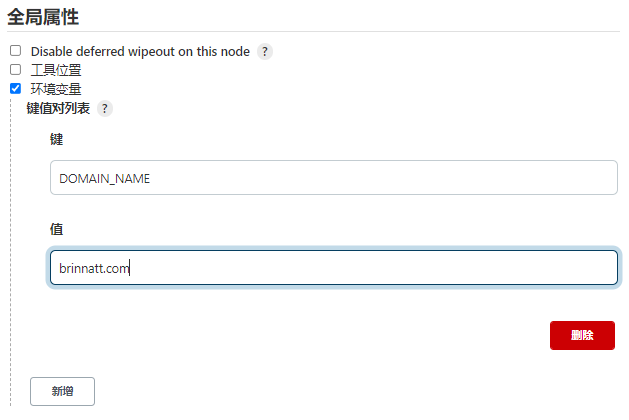 全局属性
Disable deferred wipeout on this node ?
工具位置
环境变量
键值对列表 ?
键
DOMAIN_NAME
值
brinnatt.com
删除
新增